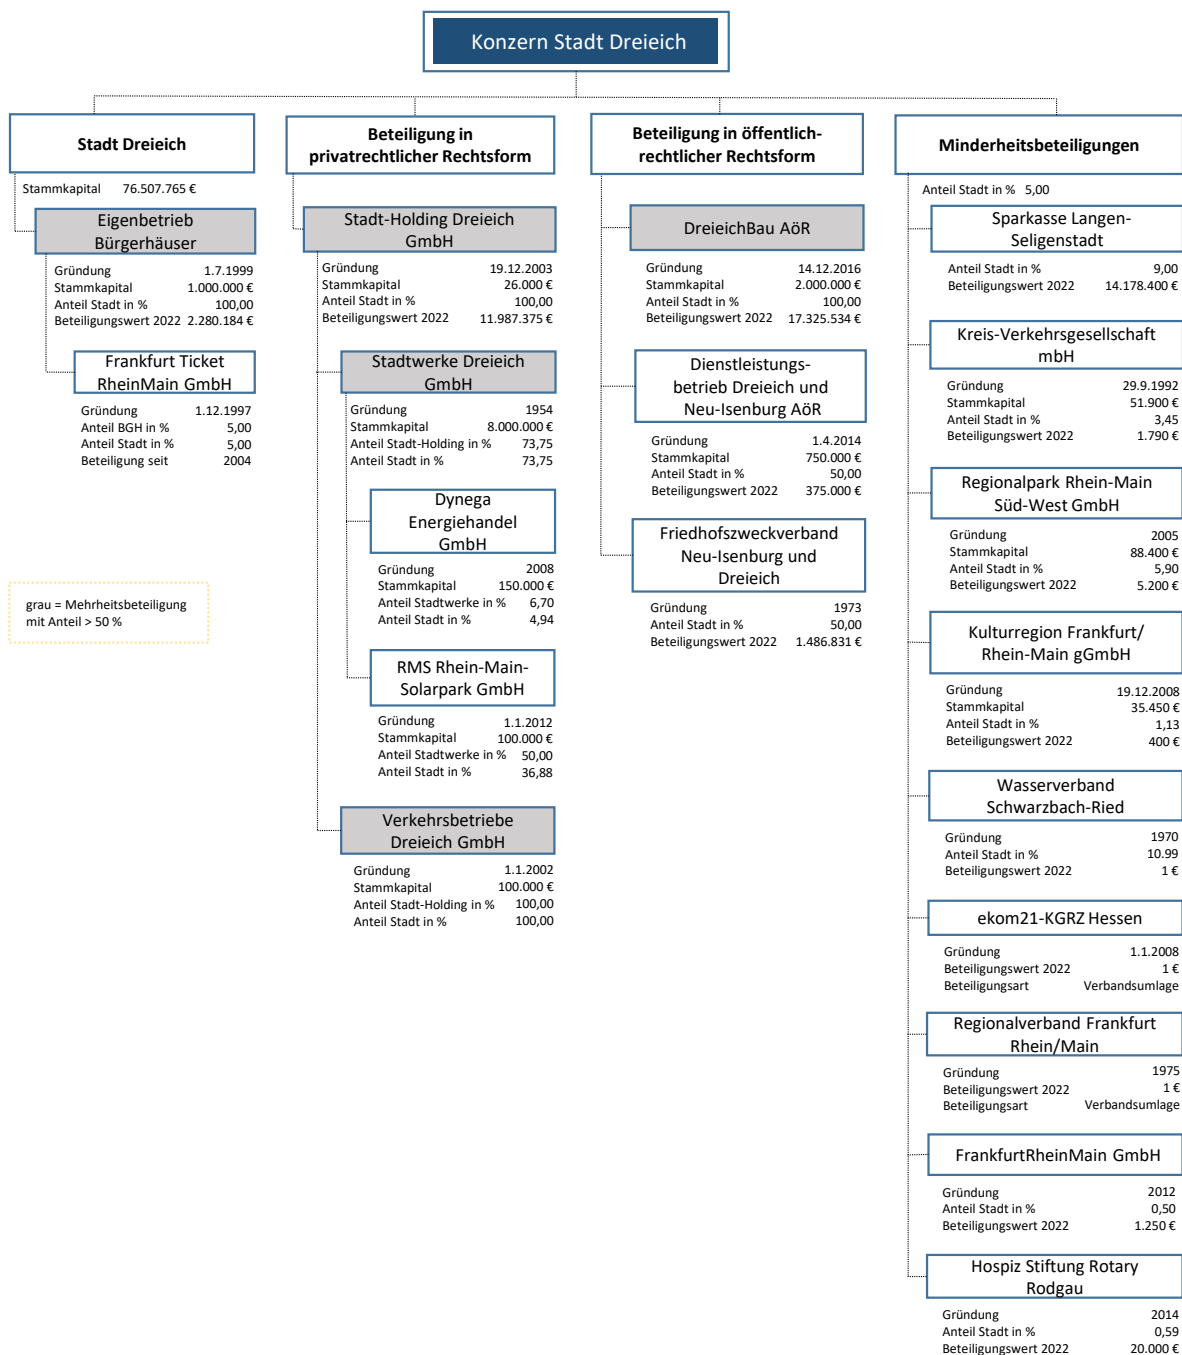 Konzern Stadt Dreieich
Stadt Dreieich
Stammkapital 76.507.765 €
Eigenbetrieb
Bürgerhäuser
Gründung 1.7.1999
Stammkapital 1.000.000 €
Anteil Stadt in % 100,00
Beteiligungswert 2022 2.280.184 €
Frankfurt Ticket
RheinMain GmbH
Gründung 1.12.1997
Anteil BGH in % 5,00
Anteil Stadt in % 5,00
Beteiligung seit 2004
grau = Mehrheitsbeteiligung
mit Anteil > 50 %
Beteiligung in
privatrechtlicher Rechtsform
Stadt-Holding Dreieich
GmbH
Gründung 19.12.2003
Stammkapital 26.000 €
Anteil Stadt in % 100,00
Beteiligungswert 2022 11.987.375 €
Stadtwerke Dreieich
GmbH
Gründung 1954
Stammkapital 8.000.000 €
Anteil Stadt-Holding in % 73,75
Anteil Stadt in % 73,75
Dynega
Energiehandel
GmbH
Gründung 2008
Stammkapital 150.000 €
Anteil Stadtwerke in % 6,70
Anteil Stadt in % 4,94
RMS Rhein-Main-
Solarpark GmbH
Gründung 1.1.2012
Stammkapital 100.000 €
Anteil Stadtwerke in % 50,00
Anteil Stadt in % 36,88
Verkehrsbetriebe
Dreieich GmbH
Gründung 1.1.2002
Stammkapital 100.000 €
Anteil Stadt-Holding in % 100,00
Anteil Stadt in % 100,00
Beteiligung in öffentlich-
rechtlicher Rechtsform
DreieichBau AöR
Gründung 14.12.2016
Stammkapital 2.000.000 €
Anteil Stadt in % 100,00
Beteiligungswert 2022 17.325.534 €
Dienstleistungs-
betrieb Dreieich und
Neu-Isenburg AöR
Gründung 1.4.2014
Stammkapital 750.000 €
Anteil Stadt in % 50,00
Beteiligungswert 2022 375.000 €
Friedhofszweckverband
Neu-Isenburg und
Dreieich
Gründung 1973
Anteil Stadt in % 50,00
Beteiligungswert 2022 1.486.831 €
Minderheitsbeteiligungen
Anteil Stadt in % 5,00
Sparkasse Langen-
Seligenstadt
Anteil Stadt in % 9,00
Beteiligungswert 2022 14.178.400 €
Kreis-Verkehrsgesellschaft
mbH
Gründung 29.9.1992
Stammkapital 51.900 €
Anteil Stadt in % 3,45
Beteiligungswert 2022 1.790 €
Regionalpark Rhein-Main
Süd-West GmbH
Gründung 2005
Stammkapital 88.400 €
Anteil Stadt in % 5,90
Beteiligungswert 2022 5.200 €
Kulturregion Frankfurt/
Rhein-Main gGmbH
Gründung 19.12.2008
Stammkapital 35.450 €
Anteil Stadt in % 1,13
Beteiligungswert 2022 400 €
Wasserverband
Schwarzbach-Ried
Gründung 1970
Anteil Stadt in % 10.99
Beteiligungswert 2022 1 €
ekom21-KGRZ Hessen
Gründung 1.1.2008
Beteiligungswert 2022 1 €
Beteiligungsart Verbandsumlage
Regionalverband Frankfurt
Rhein/Main
Gründung 1975
Beteiligungswert 2022 1 €
Beteiligungsart Verbandsumlage
FrankfurtRheinMain GmbH
Gründung 2012
Anteil Stadt in % 0,50
Beteiligungswert 2022 1.250 €
Hospiz Stiftung Rotary
Rodgau
Gründung 2014
Anteil Stadt in % 0,59
Beteiligungswert 2022 20.000 €